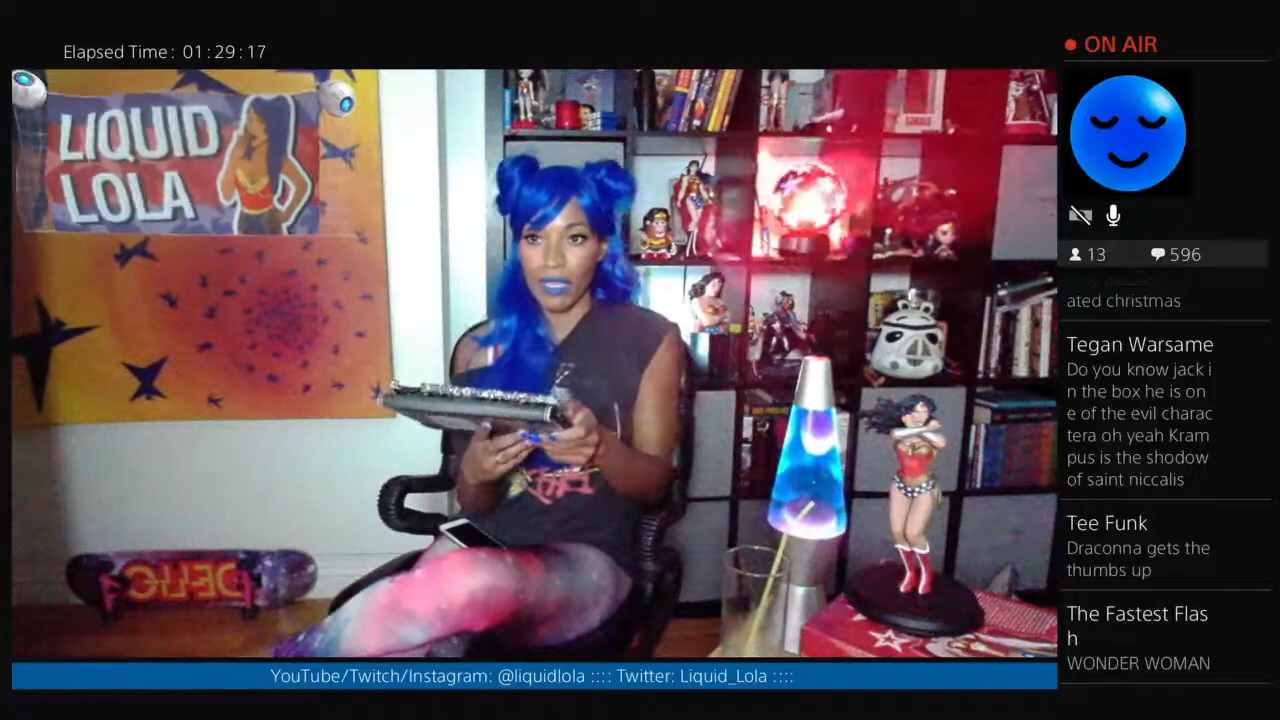 Elapsed Time: 01:29:17
ON AIR
LIQUID
LOLA
13 596
ated christmas
Tegan Warsame
Do you know jack i
n the box he is on
e of the evil charac
tera oh yeah Kram
pus is the shodow
of saint niccalis
Tee Funk
Draconna gets the
thumbs up
The Fastest Flas
h
WONDER WOMAN
YouTube/Twitch/Instagram: @liquidlola :::: Twitter: Liquid_Lola ::::